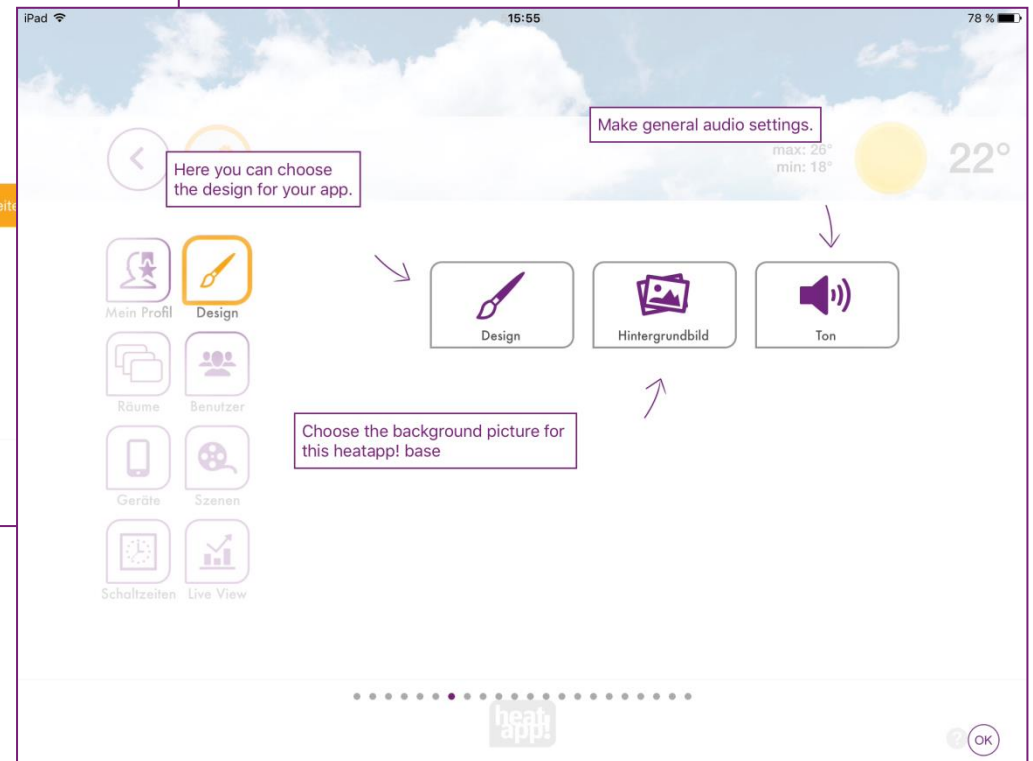 iPad 15:55 78 %
Make general audio settings.
max: 26°
min: 18°
22°
Here you can choose
the design for your app.
eite
Mein Profil Design
Design Hintergrundbild Ton
Räume Benutzer
Choose the background picture for
this heatapp! base
Geräte Szenen
Schaltzeiten Live View
heat
app!
? OK